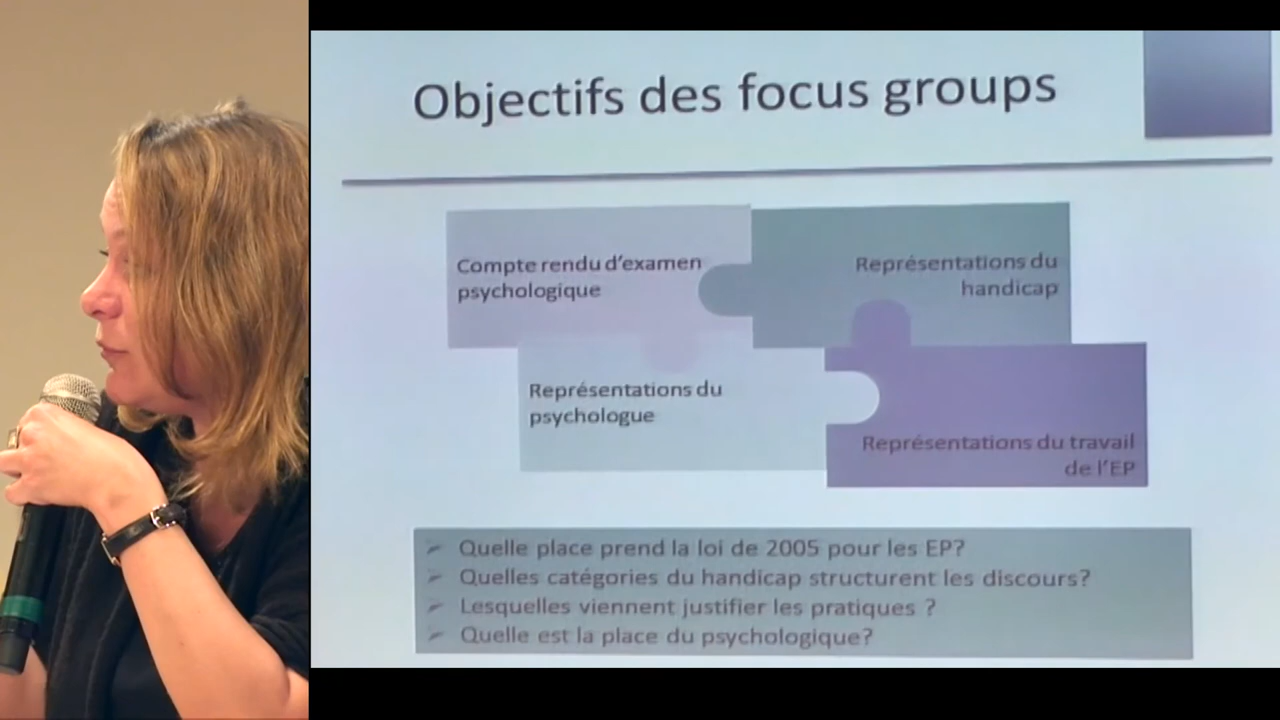 Objectifs des focus groups
Compte rendu d'examen
psychologique
Représentations du
handicap
Représentations du
psychologue
Représentations du travail
de l'EP
➢ Quelle place prend la loi de 2005 pour les EP?
➢ Quelles catégories du handicap structurent les discours?
➢ Lesquelles viennent justifier les pratiques ?
➢ Quelle est la place du psychologique?